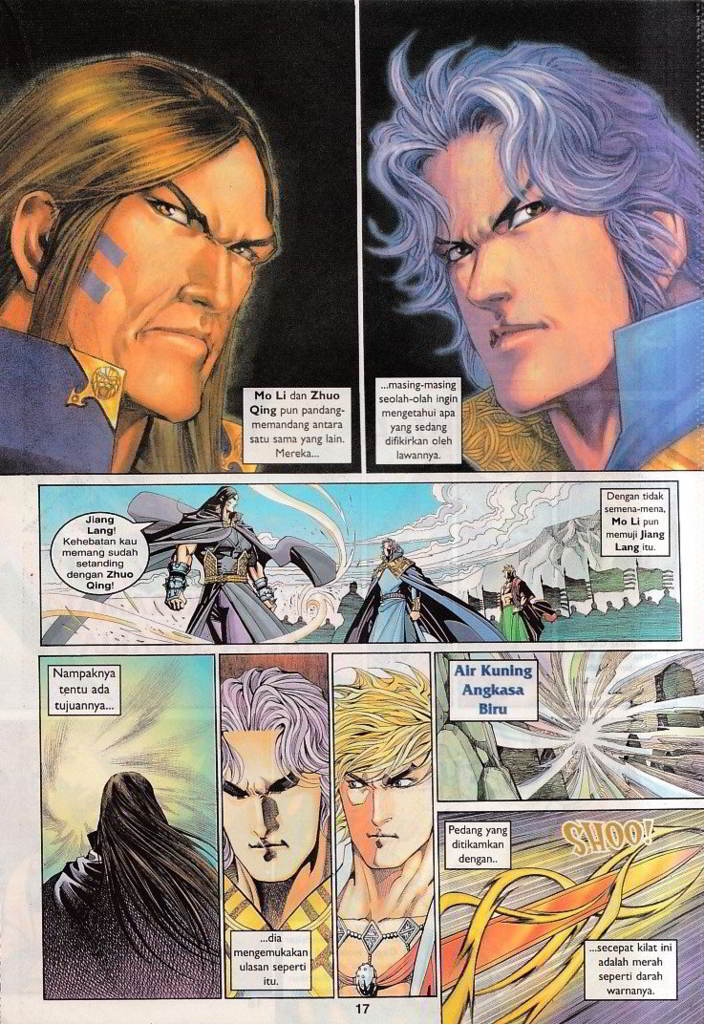 Mo Li dan Zhuo
Qing pun pandang-
memandang antara
satu sama yang lain.
Mereka...
...masing-masing
seolah-olah ingin
mengetahui apa
yang sedang
difikirkan oleh
lawannya.
Jiang
Lang!
Kehebatan kau
memang sudah
setanding
dengan Zhuo
Qing!
Dengan tidak
semena-mena,
Mo Li pun
memuji Jiang
Lang itu.
Nampaknya
tentu ada
tujuannya...
...dia
mengemukakan
ulasan seperti
itu.
Air Kuning
Angkasa
Biru
Pedang yang
ditikamkan
dengan..
SHOO!
...secepat kilat ini
adalah merah
seperti darah
warnanya.
17